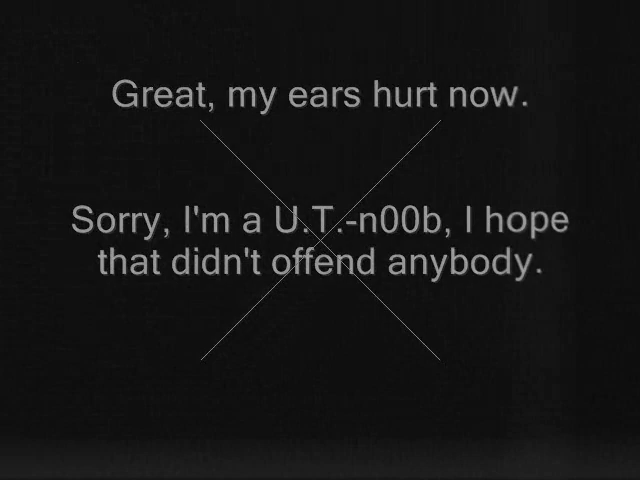 Great, my ears hurt now.
Sorry, I'm a U.T.-n00b, I hope
that didn't offend anybody.